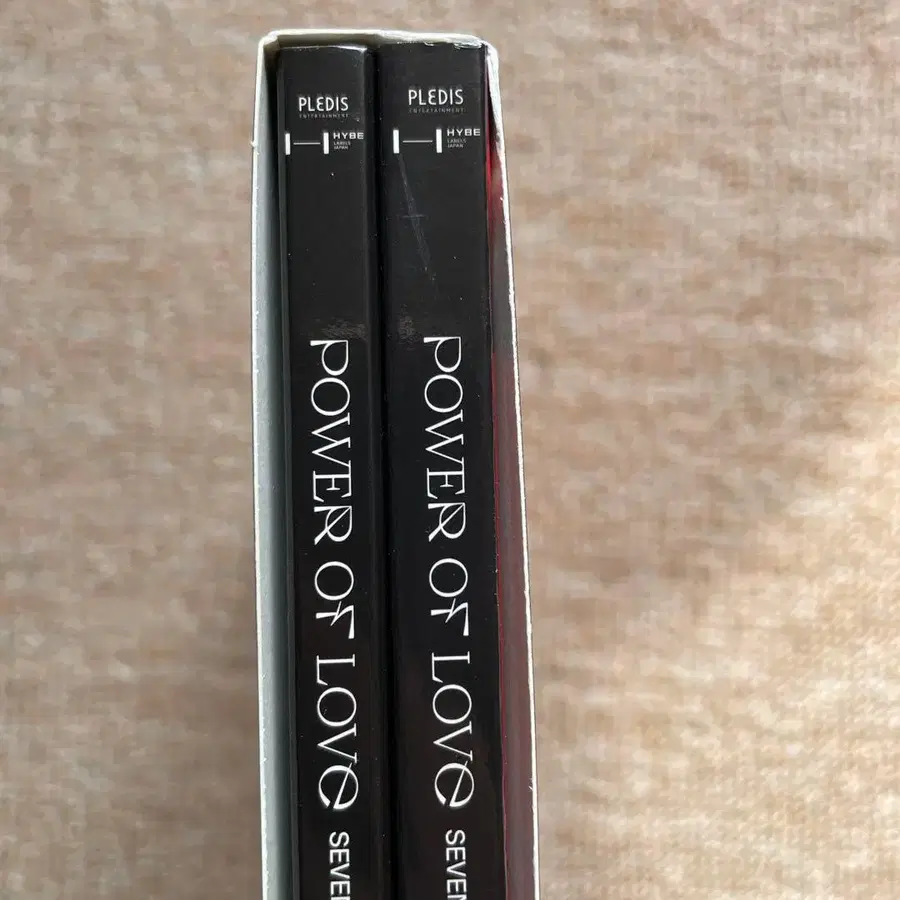 PLEDIS
ENTERTAINMENT
HYBE
LABELS
JAPAN
POWER OF LOVE SEVEN
PLEDIS
ENTERTAINMENT
HYBE
LABELS
JAPAN
POWER OF LOVE SEVEN